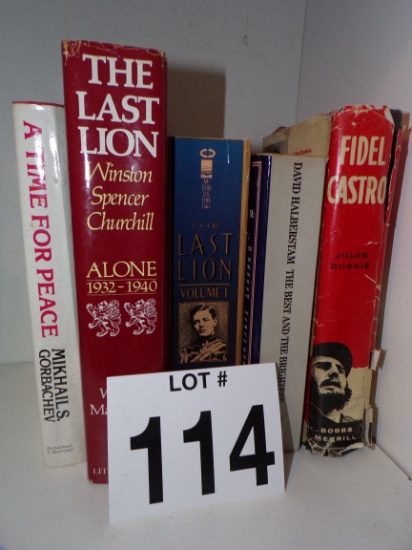 A TIME FOR PEACE
MIKHAIL S.
GORBACHEV
THE
LAST
LION
Winston
Spencer
Churchill
ALONE
1932-1940
THE
LAST
LION
VOLUME I
DAVID HALBERSTAM THE BEST AND THE
FIDEL
CASTRO
JULES
DUBOIS
BOBBS
MERRILL
LOT #
114